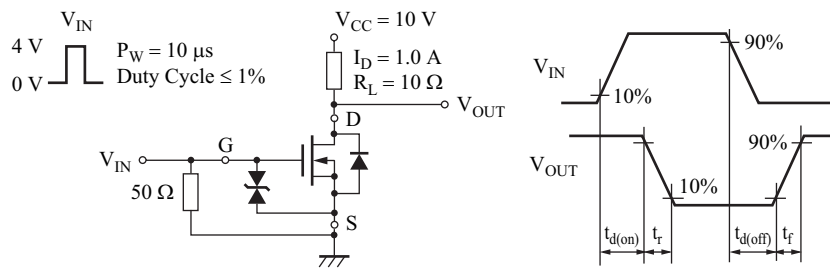 V_IN
4 V
0 V
P_W = 10 μs
Duty Cycle ≤ 1%
V_CC = 10 V
I_D = 1.0 A
R_L = 10 Ω
V_OUT
D
G
V_IN
50 Ω
S
V_IN
90%
10%
V_OUT
90%
10%
t_d(on)
t_r
t_d(off)
t_f